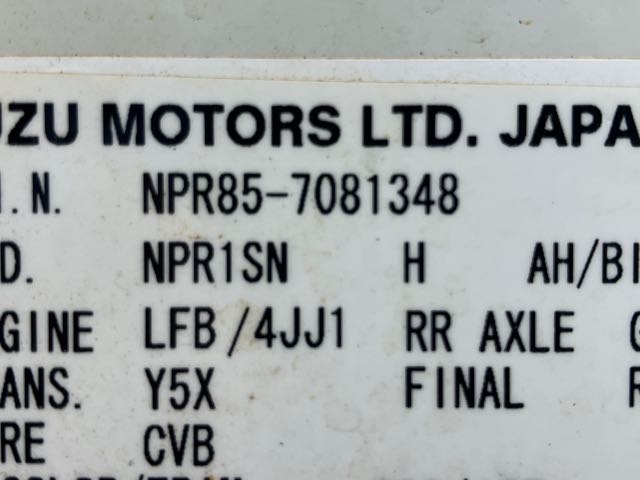 UZU MOTORS LTD. JAPA
I.N. NPR85-7081348
D. NPR1SN H AH/BI
GINE LFB/4JJ1 RR AXLE
ANS. Y5X FINAL R
RE CVB